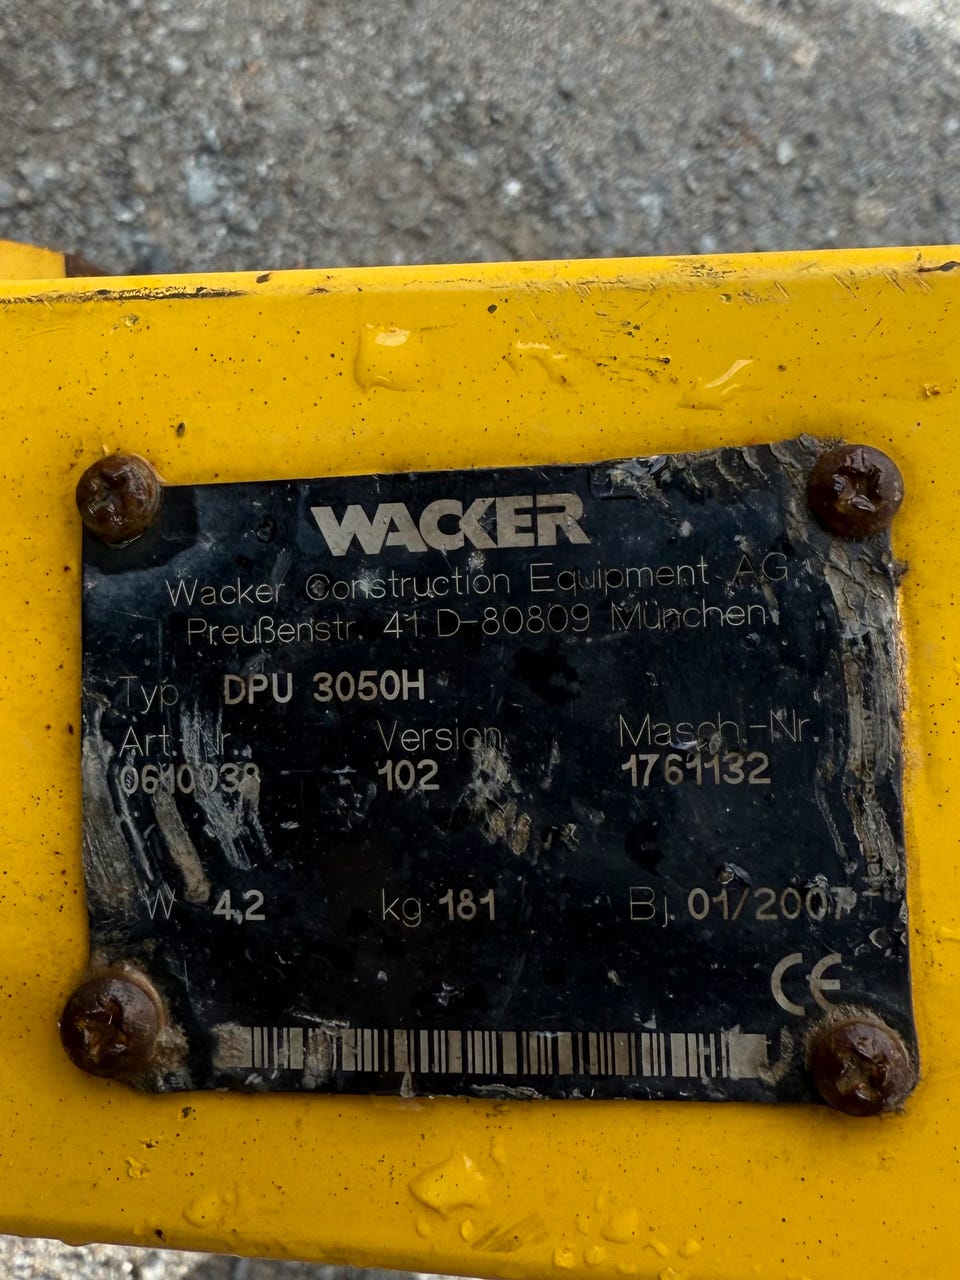 WACKER
Wacker Construction Equipment AG
Preußenstr. 41 D-80809 München
Typ DPU 3050H
Art.-Nr. Version Masch.-Nr.
102 1761132
kW 4,2 kg 181 Bj. 01/2007
CE